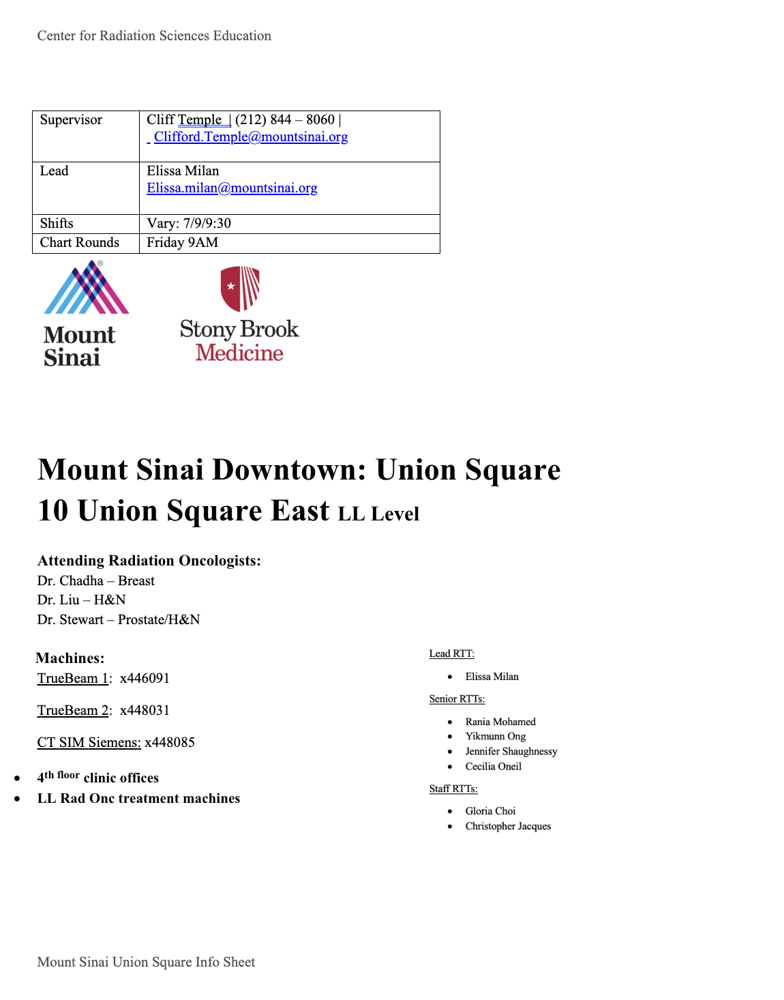 Center for Radiation Sciences Education
Supervisor
Cliff Temple | (212) 844 – 8060 |
Clifford.Temple@mountsinai.org
Lead
Elissa Milan
Elissa.milan@mountsinai.org
Shifts
Vary: 7/9/9:30
Chart Rounds
Friday 9AM
®
Mount
Sinai
Stony Brook
Medicine
Mount Sinai Downtown: Union Square
10 Union Square East LL Level
Attending Radiation Oncologists:
Dr. Chadha – Breast
Dr. Liu – H&N
Dr. Stewart – Prostate/H&N
Machines:
TrueBeam 1: x446091
TrueBeam 2: x448031
CT SIM Siemens: x448085
• 4th floor clinic offices
• LL Rad Onc treatment machines
Lead RTT:
• Elissa Milan
Senior RTTs:
• Rania Mohamed
• Yikmunn Ong
• Jennifer Shaughnessy
• Cecilia Oneil
Staff RTTs:
• Gloria Choi
• Christopher Jacques
Mount Sinai Union Square Info Sheet